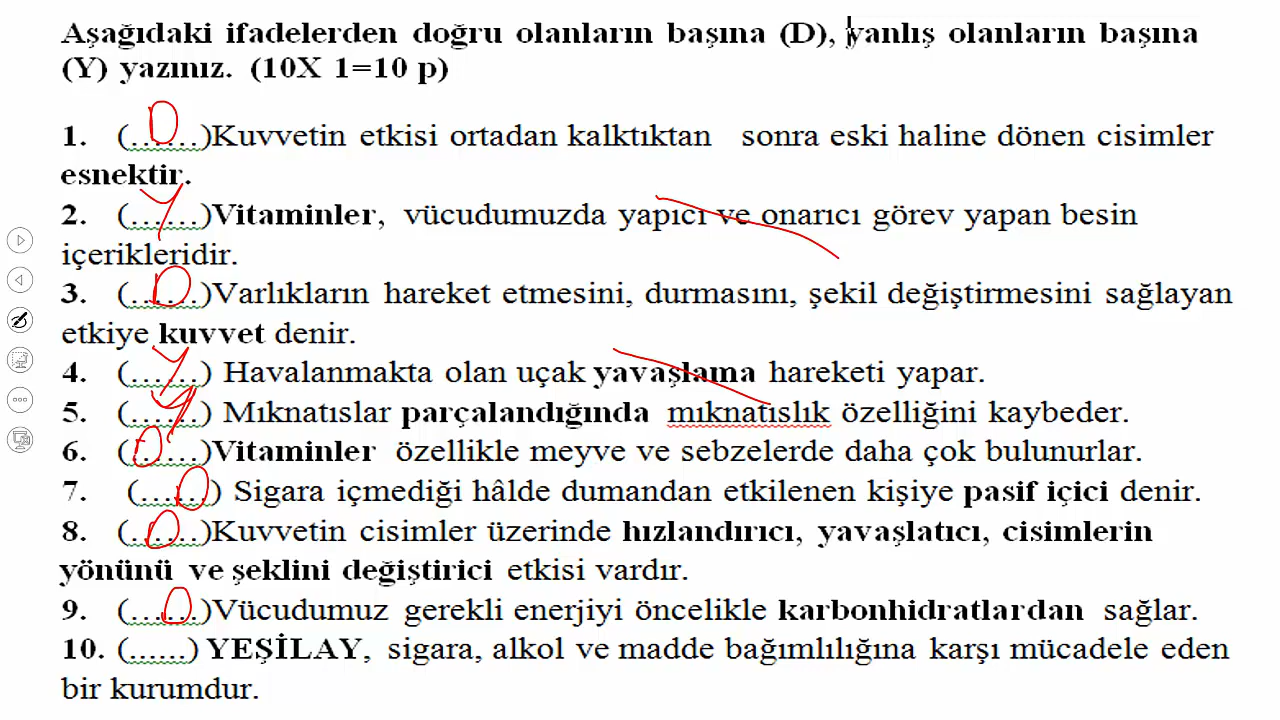 Aşağıdaki ifadelerden doğru olanların başına (D), yanlış olanların başına
(Y) yazınız. (10X 1=10 p)
1. (...D...)Kuvvetin etkisi ortadan kalktıktan sonra eski haline dönen cisimler
esnektir.
2. (...Y...)Vitaminler, vücudumuzda yapıcı ve onarıcı görev yapan besin
içerikleridir.
3. (...D...)Varlıkların hareket etmesini, durmasını, şekil değiştirmesini sağlayan
etkiye kuvvet denir.
4. (...Y...) Havalanmakta olan uçak yavaşlama hareketi yapar.
5. (...Y...) Mıknatıslar parçalandığında mıknatıslık özelliğini kaybeder.
6. (...D...)Vitaminler özellikle meyve ve sebzelerde daha çok bulunurlar.
7. (...D...) Sigara içmediği hâlde dumandan etkilenen kişiye pasif içici denir.
8. (...D...)Kuvvetin cisimler üzerinde hızlandırıcı, yavaşlatıcı, cisimlerin
yönünü ve şeklini değiştirici etkisi vardır.
9. (...D...)Vücudumuz gerekli enerjiyi öncelikle karbonhidratlardan sağlar.
10. (......) YEŞİLAY, sigara, alkol ve madde bağımlılığına karşı mücadele eden
bir kurumdur.